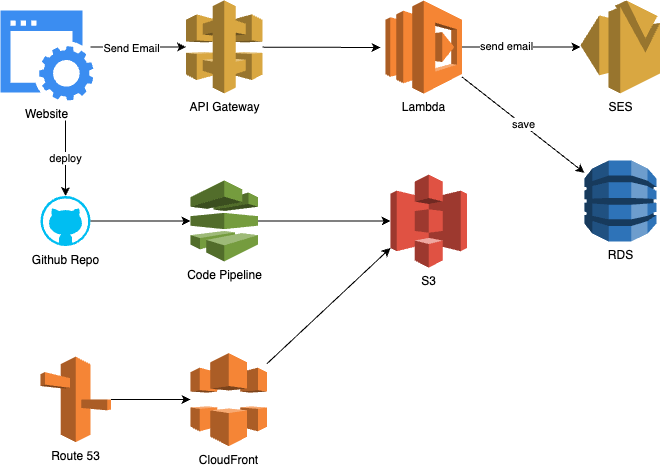 Send Email
send email
Website
API Gateway
Lambda
SES
save
deploy
Github Repo
Code Pipeline
S3
RDS
Route 53
CloudFront